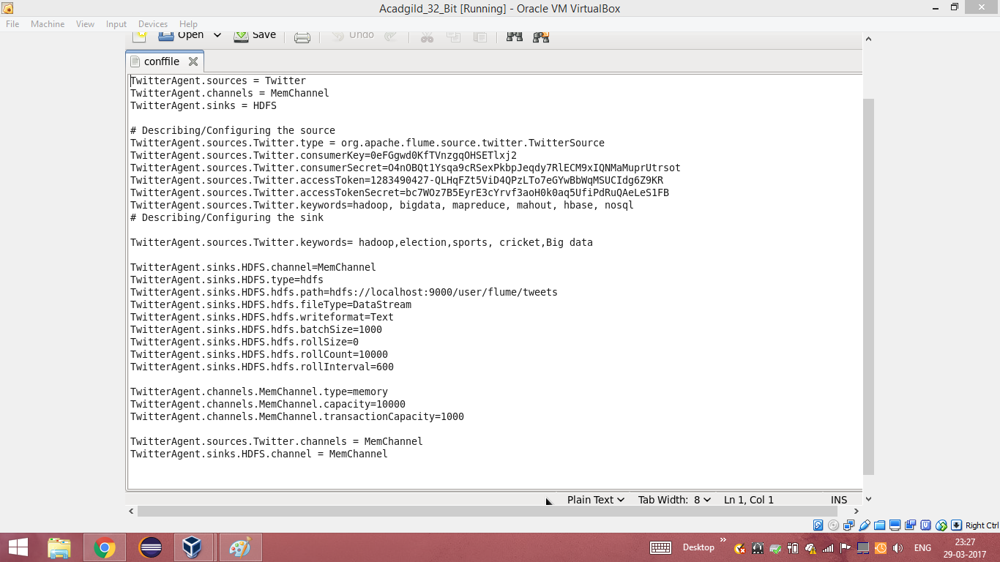 Acadgild_32_Bit [Running] - Oracle VM VirtualBox
File Machine View Input Devices Help
Open Save Undo
conffile
TwitterAgent.sources = Twitter
TwitterAgent.channels = MemChannel
TwitterAgent.sinks = HDFS
# Describing/Configuring the source
TwitterAgent.sources.Twitter.type = org.apache.flume.source.twitter.TwitterSource
TwitterAgent.sources.Twitter.consumerKey=0eFGgwd0KfTVnzgqOHSETlxj2
TwitterAgent.sources.Twitter.consumerSecret=O4nOBQt1Ysqa9cRSexPkbpJeqdy7RlECM9xIQNMaMuprUtrsot
TwitterAgent.sources.Twitter.accessToken=1283490427-QLHqFZt5ViD4QPzLTo7eGYwBbWqMSUCIdg6Z9KR
TwitterAgent.sources.Twitter.accessTokenSecret=bc7WOz7B5EyrE3cYrvf3aoH0k0aq5UfiPdRuQAeLeS1FB
TwitterAgent.sources.Twitter.keywords=hadoop, bigdata, mapreduce, mahout, hbase, nosql
# Describing/Configuring the sink
TwitterAgent.sources.Twitter.keywords= hadoop,election,sports, cricket,Big data
TwitterAgent.sinks.HDFS.channel=MemChannel
TwitterAgent.sinks.HDFS.type=hdfs
TwitterAgent.sinks.HDFS.hdfs.path=hdfs://localhost:9000/user/flume/tweets
TwitterAgent.sinks.HDFS.hdfs.fileType=DataStream
TwitterAgent.sinks.HDFS.hdfs.writeformat=Text
TwitterAgent.sinks.HDFS.hdfs.batchSize=1000
TwitterAgent.sinks.HDFS.hdfs.rollSize=0
TwitterAgent.sinks.HDFS.hdfs.rollCount=10000
TwitterAgent.sinks.HDFS.hdfs.rollInterval=600
TwitterAgent.channels.MemChannel.type=memory
TwitterAgent.channels.MemChannel.capacity=10000
TwitterAgent.channels.MemChannel.transactionCapacity=1000
TwitterAgent.sources.Twitter.channels = MemChannel
TwitterAgent.sinks.HDFS.channel = MemChannel
Plain Text Tab Width: 8 Ln 1, Col 1 INS
Right Ctrl
Desktop ENG 23:27
29-03-2017